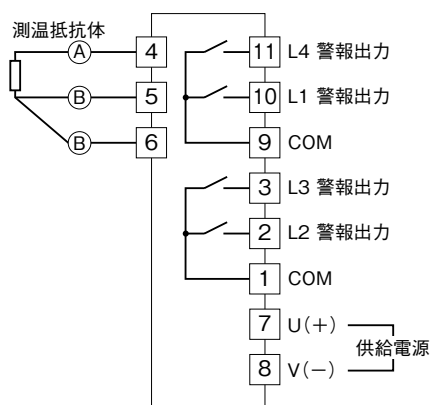 測温抵抗体
A 4
B 5
B 6
11 L4 警報出力
10 L1 警報出力
9 COM
3 L3 警報出力
2 L2 警報出力
1 COM
7 U(+)
供給電源
8 V(−)